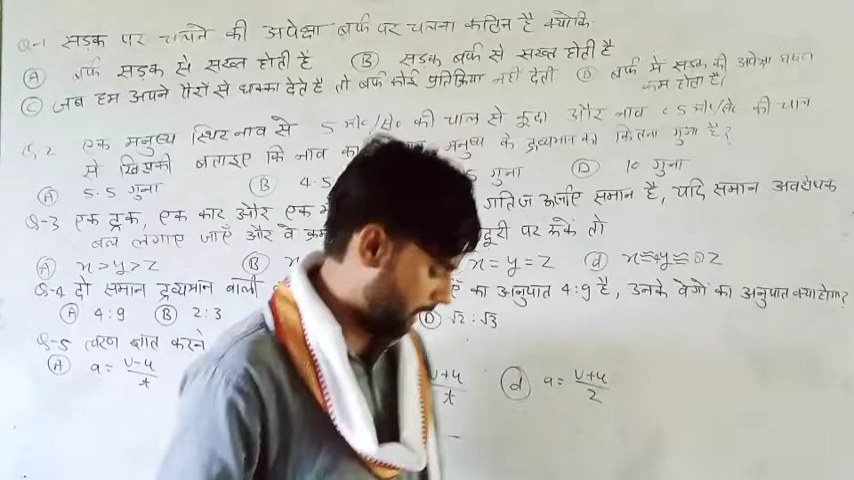 Q-1 सड़क पर चलने की अपेक्षा बर्फ पर चलना कठिन है क्योंकि
(A) बर्फ सड़क से सख्त होती है (B) सड़क बर्फ से सख्त होती है
(C) जब हम अपने पैरों से धक्का देते है तो बर्फ कोई प्रतिक्रिया नही देती (D) बर्फ में सड़क की अपेक्षा घर्षण कम होता है।
Q.2 एक मनुष्य स्थिर नाव से 5 मी०/से० की चाल से कूदा और नाव 0.5 मी०/से० की चाल
से खिसकी बताइए कि नाव का मनुष्य के द्रव्यमान का कितना गुना है?
(A) 5.5 गुना (B) 4.5 गुना (D) 10 गुना
Q-3 एक ट्रक, एक कार और एक गतिज ऊर्जाएँ समान है, यदि समान अवरोधक
बल लगाए जाएँ और वे दूरी पर रुकें तो
(A) x>y>z (B) x = y = z (d)
Q-4 दो समान द्रव्यमान वाली का अनुपात 4:9 है, उनके वेगों का अनुपात क्या होगा?
(A) 4:9 (B) 2:3 (D) √2 : √3
Q-5 त्वरण ज्ञात करने
(A) a = v-u/t v+u/t (d) a = v+u/2